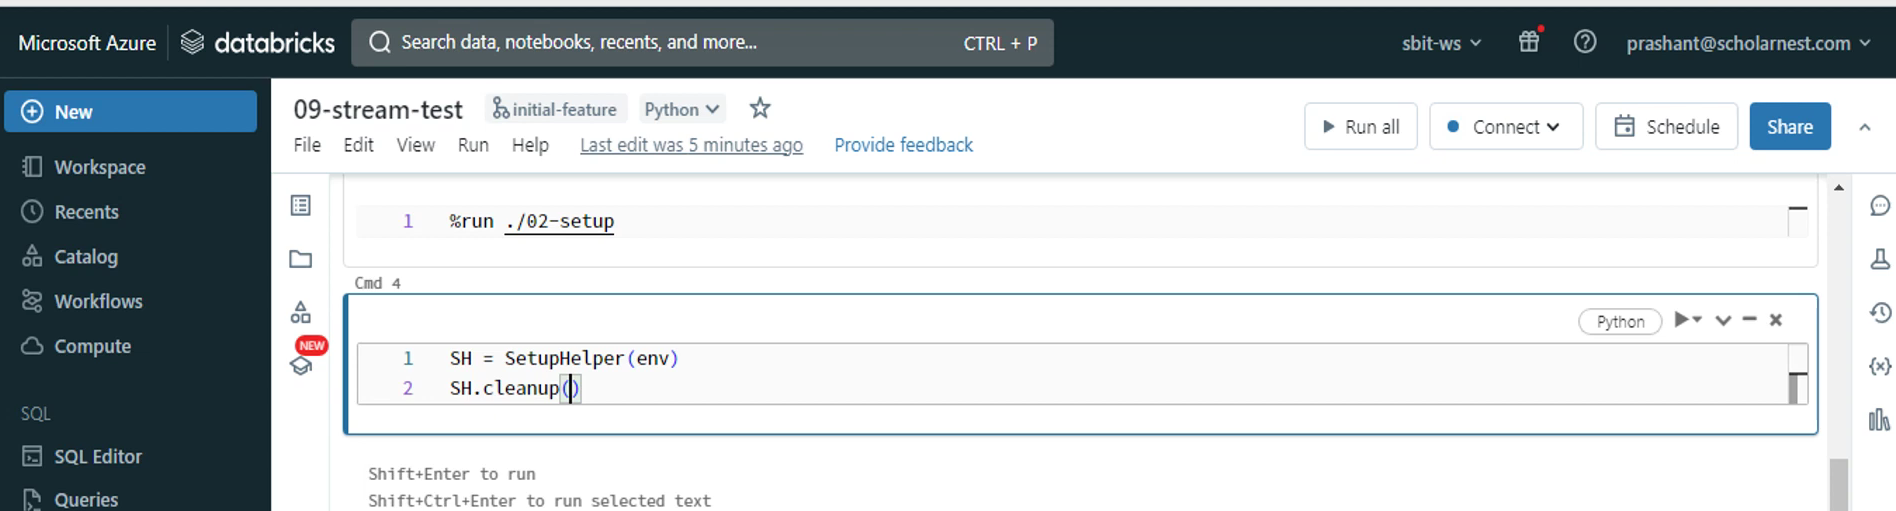 Microsoft Azure databricks Search data, notebooks, recents, and more... CTRL + P sbit-ws prashant@scholarnest.com
New
Workspace
Recents
Catalog
Workflows
Compute
SQL
SQL Editor
Queries
09-stream-test initial-feature Python
File Edit View Run Help Last edit was 5 minutes ago Provide feedback
Run all Connect Schedule Share
NEW
1 %run ./02-setup
Cmd 4
Python
1 SH = SetupHelper(env)
2 SH.cleanup()
Shift+Enter to run
Shift+Ctrl+Enter to run selected text